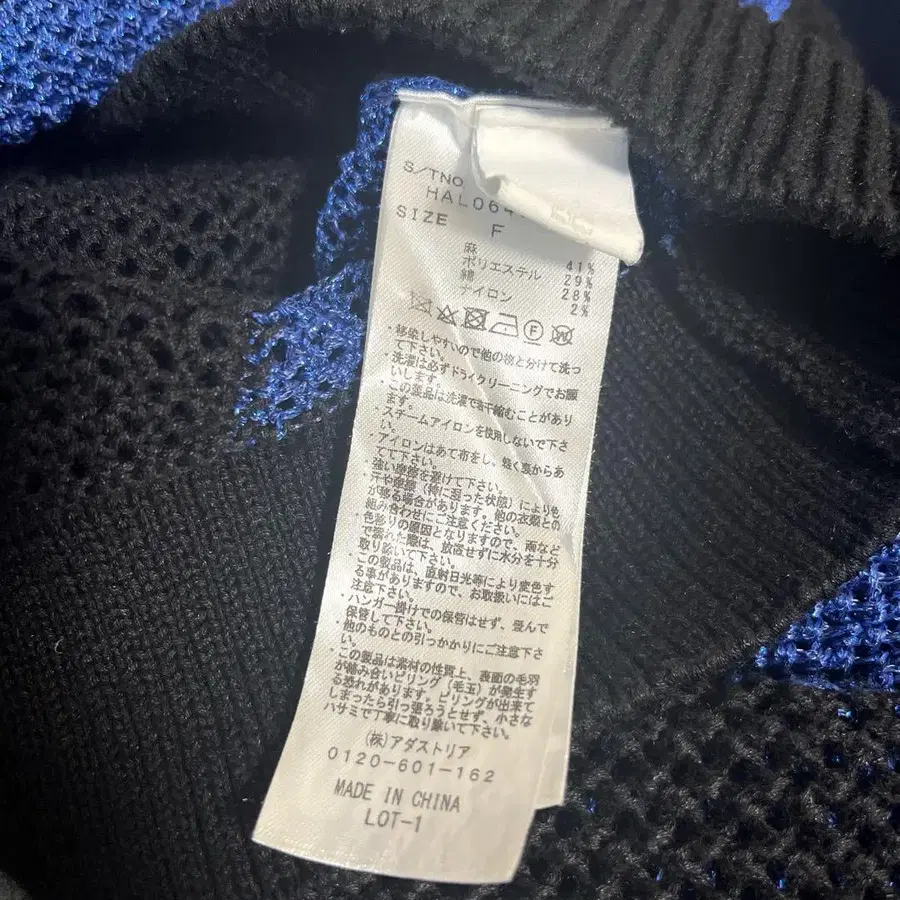 S/TNO
HAL064
SIZE F
麻 41%
ポリエステル 29%
綿 28%
ナイロン 2%
F
W
・移染しやすいので他の物と分けて洗っ
て下さい。
・洗濯は必ずドライクリーニングでお願
いします。
・この製品は洗濯で若干縮むことがあり
ます。
・スチームアイロンを使用しないで下さ
い。
・アイロンはあて布をし、軽く裏からあ
てて下さい。
強い摩擦を避けて下さい。
・汗や摩擦(特に湿った状態)により色
が移る場合があります。他の衣類との
組み合わせにご注意ください。
・色移りの原因となりますので、雨など
で濡れた際は、放置せずに水分を十分
取り除いて下さい。
・この製品は、直射日光等により変色す
る事がありますので、お取扱いにはご
注意下さい。
・ハンガー掛けでの保管はせず、畳んで
保管して下さい。
・他のものとの引っかかりにご注意下さ
い。
・この製品は素材の性質上、表面の毛羽
が絡み合いピリング(毛玉)が発生す
る恐れがあります。ピリングが出来て
しまったら引っ張ろうとせず、小さな
ハサミで丁寧に取り除いて下さい。
(株)アダストリア
0120-601-162
MADE IN CHINA
LOT-1